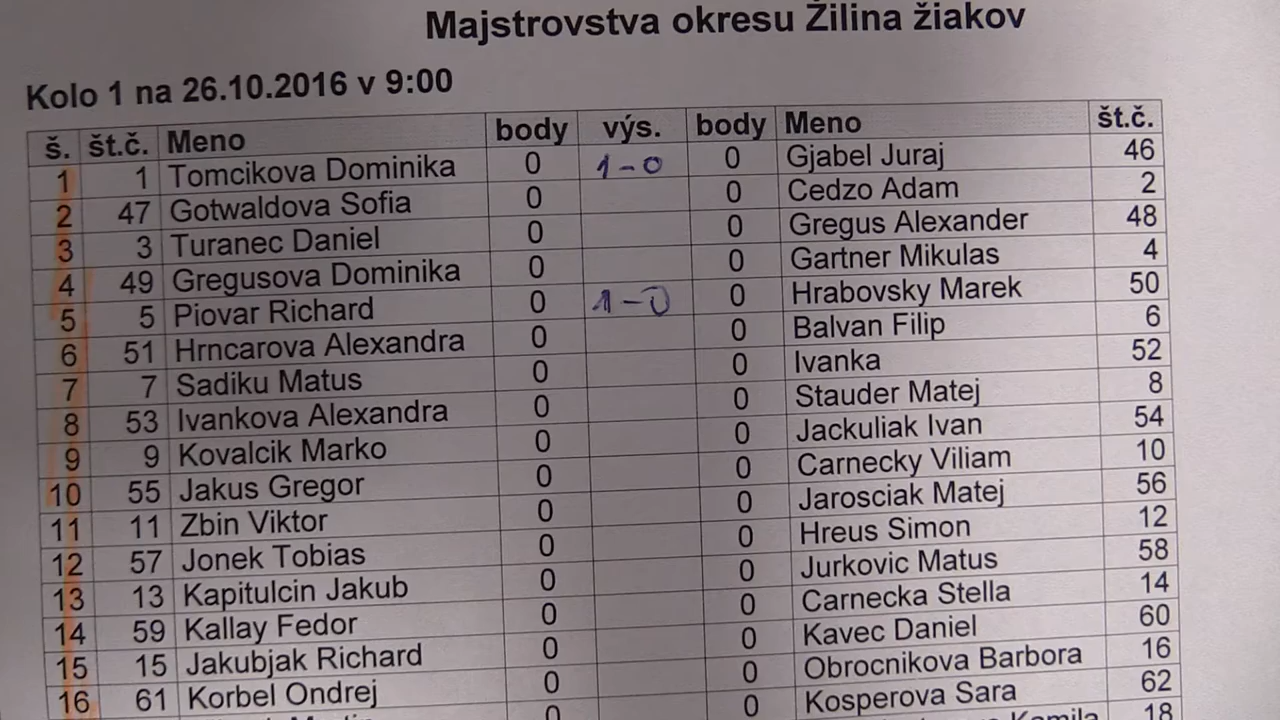 Majstrovstva okresu Žilina žiakov
Kolo 1 na 26.10.2016 v 9:00
š. št.č. Meno body výs. body Meno št.č.
1 1 Tomcikova Dominika 0 1-0 0 Gjabel Juraj 46
2 47 Gotwaldova Sofia 0 0 Cedzo Adam 2
3 3 Turanec Daniel 0 0 Gregus Alexander 48
4 49 Gregusova Dominika 0 0 Gartner Mikulas 4
5 5 Piovar Richard 0 1-0 0 Hrabovsky Marek 50
6 51 Hrncarova Alexandra 0 0 Balvan Filip 6
7 7 Sadiku Matus 0 0 Ivanka 52
8 53 Ivankova Alexandra 0 0 Stauder Matej 8
9 9 Kovalcik Marko 0 0 Jackuliak Ivan 54
10 55 Jakus Gregor 0 0 Carnecky Viliam 10
11 11 Zbin Viktor 0 0 Jarosciak Matej 56
12 57 Jonek Tobias 0 0 Hreus Simon 12
13 13 Kapitulcin Jakub 0 0 Jurkovic Matus 58
14 59 Kallay Fedor 0 0 Carnecka Stella 14
15 15 Jakubjak Richard 0 0 Kavec Daniel 60
16 61 Korbel Ondrej 0 0 Obrocnikova Barbora 16
0 0 Kosperova Sara 62
Kamila 18